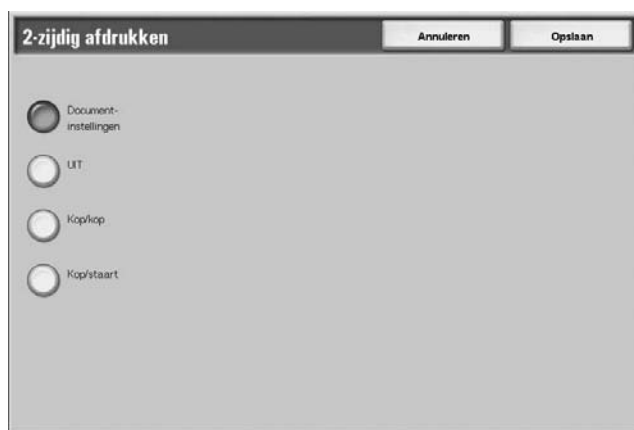 2-zijdig afdrukken
Annuleren
Opslaan
Document-
instellingen
UIT
Kop/kop
Kop/staart